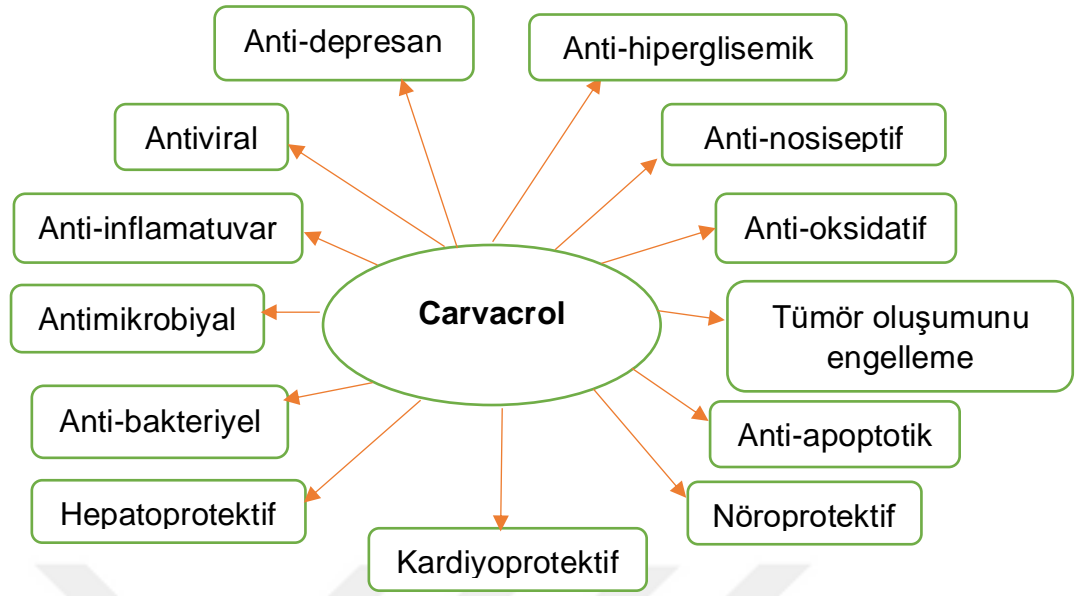 Anti-depresan
Anti-hiperglisemik
Antiviral
Anti-nosiseptif
Anti-inflamatuvar
Anti-oksidatif
Carvacrol
Antimikrobiyal
Tümör oluşumunu
engelleme
Anti-bakteriyel
Anti-apoptotik
Hepatoprotektif
Nöroprotektif
Kardiyoprotektif